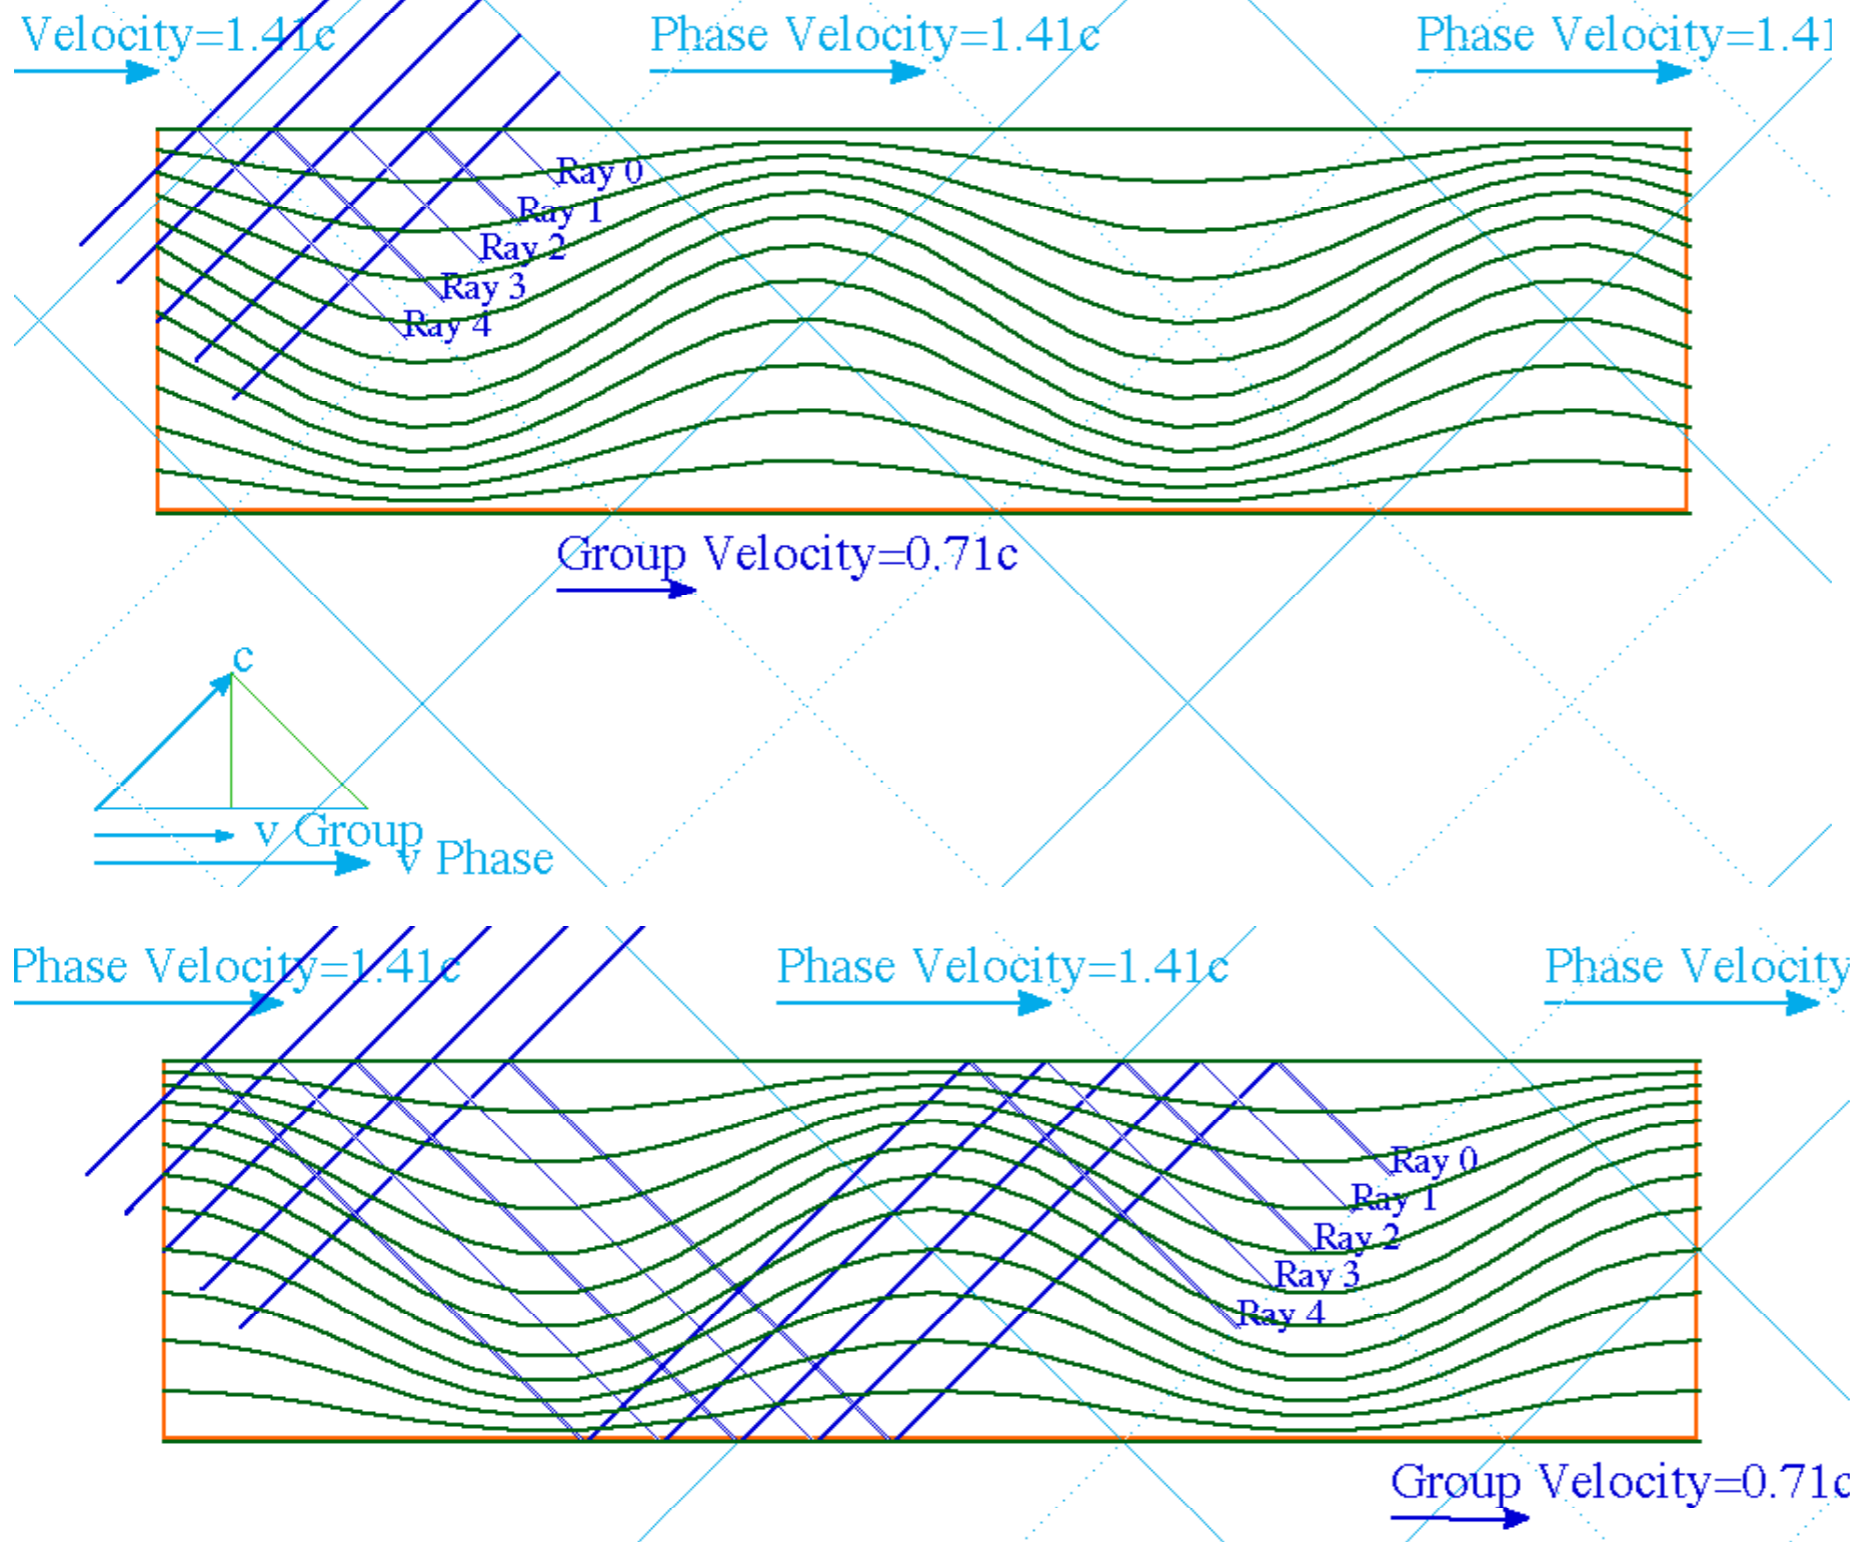 Velocity=1.41c Phase Velocity=1.41c Phase Velocity=1.41
Ray 0
Ray 1
Ray 2
Ray 3
Ray 4
Group Velocity=0.71c
c
v Group
v Phase
Phase Velocity=1.41c Phase Velocity=1.41c Phase Velocity
Ray 0
Ray 1
Ray 2
Ray 3
Ray 4
Group Velocity=0.71c